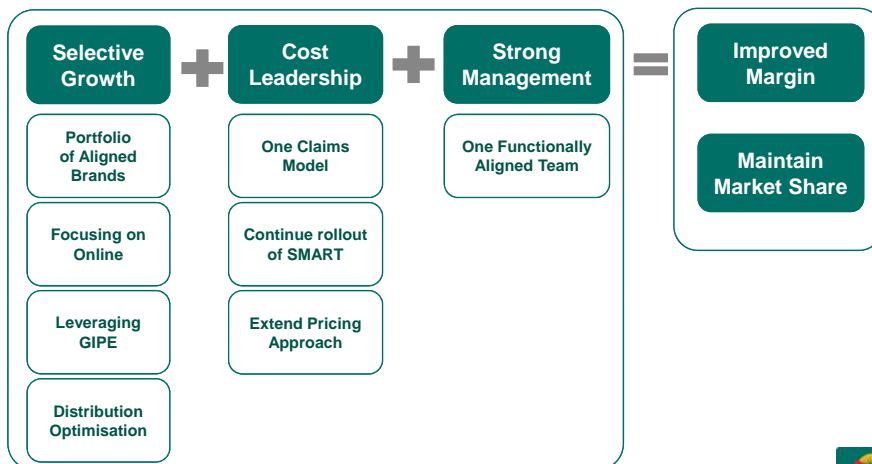 Selective
Growth
Cost
Leadership
Strong
Management
Improved
Margin
Portfolio
of Aligned
Brands
One Claims
Model
One Functionally
Aligned Team
Maintain
Market Share
Focusing on
Online
Continue rollout
of SMART
Leveraging
GIPE
Extend Pricing
Approach
Distribution
Optimisation